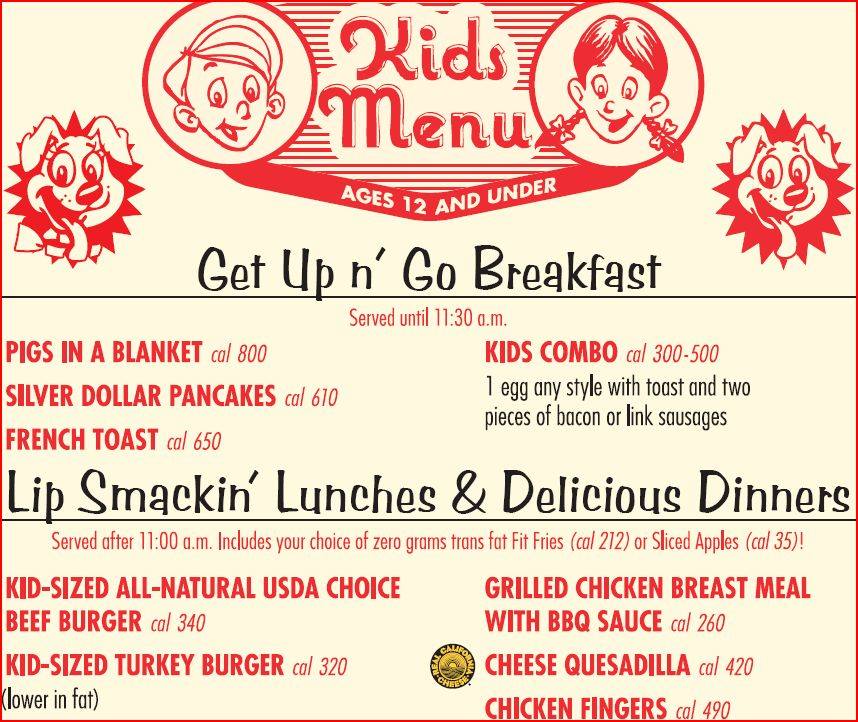 Kids
Menu
AGES 12 AND UNDER
Get Up n' Go Breakfast
Served until 11:30 a.m.
PIGS IN A BLANKET cal 800
SILVER DOLLAR PANCAKES cal 610
FRENCH TOAST cal 650
KIDS COMBO cal 300-500
1 egg any style with toast and two
pieces of bacon or link sausages
Lip Smackin' Lunches & Delicious Dinners
Served after 11:00 a.m. Includes your choice of zero grams trans fat Fit Fries (cal 212) or Sliced Apples (cal 35)!
KID-SIZED ALL-NATURAL USDA CHOICE
BEEF BURGER cal 340
KID-SIZED TURKEY BURGER cal 320
(lower in fat)
GRILLED CHICKEN BREAST MEAL
WITH BBQ SAUCE cal 260
REAL CALIFORNIA CHEESE
CHEESE QUESADILLA cal 420
CHICKEN FINGERS cal 490